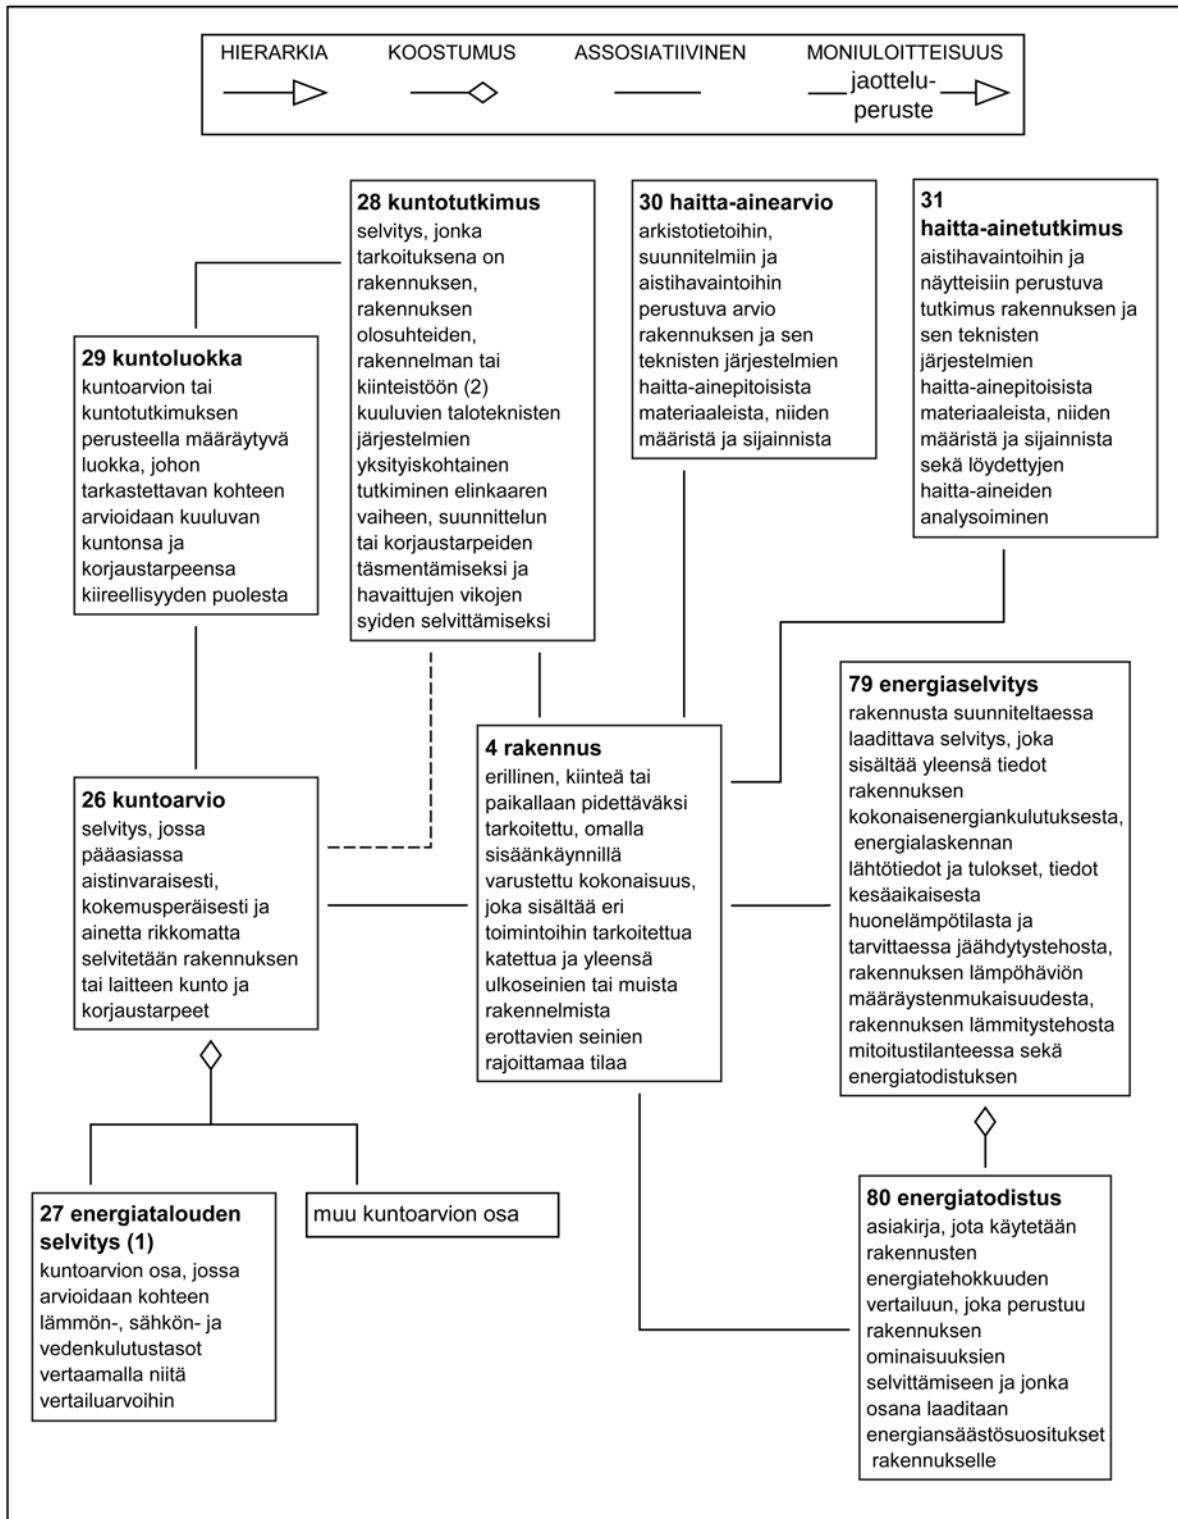 HIERARKIA
KOOSTUMUS
ASSOSIATIIVINEN
MONIULOITTEISUUS
jaottelu-
peruste
28 kuntotutkimus
selvitys, jonka
tarkoituksena on
rakennuksen,
rakennuksen
olosuhteiden,
rakennelman tai
kiinteistöön (2)
kuuluvien taloteknisten
järjestelmien
yksityiskohtainen
tutkiminen elinkaaren
vaiheen, suunnittelun
tai korjaustarpeiden
täsmentämiseksi ja
havaittujen vikojen
syiden selvittämiseksi
30 haitta-ainearvio
arkistotietoihin,
suunnitelmiin ja
aistihavaintoihin
perustuva arvio
rakennuksen ja sen
teknisten järjestelmien
haitta-ainepitoisista
materiaaleista, niiden
määristä ja sijainnista
31
haitta-ainetutkimus
aistihavaintoihin ja
näytteisiin perustuva
tutkimus rakennuksen ja
sen teknisten
järjestelmien
haitta-ainepitoisista
materiaaleista, niiden
määristä ja sijainnista
sekä löydettyjen
haitta-aineiden
analysoiminen
29 kuntoluokka
kuntoarvion tai
kuntotutkimuksen
perusteella määräytyvä
luokka, johon
tarkastettavan kohteen
arvioidaan kuuluvan
kuntonsa ja
korjaustarpeensa
kiireellisyyden puolesta
79 energiaselvitys
rakennusta suunniteltaessa
laadittava selvitys, joka
sisältää yleensä tiedot
rakennuksen
kokonaisenergiankulutuksesta,
energialaskennan
lähtötiedot ja tulokset, tiedot
kesäaikaisesta
huonelämpötilasta ja
tarvittaessa jäähdytystehosta,
rakennuksen lämpöhäviön
määräystenmukaisuudesta,
rakennuksen lämmitystehosta
mitoitustilanteessa sekä
energiatodistuksen
4 rakennus
erillinen, kiinteä tai
paikallaan pidettäväksi
tarkoitettu, omalla
sisäänkäynnillä
varustettu kokonaisuus,
joka sisältää eri
toimintoihin tarkoitettua
katettua ja yleensä
ulkoseinien tai muista
rakennelmista
erottavien seinien
rajoittamaa tilaa
26 kuntoarvio
selvitys, jossa
pääasiassa
aistinvaraisesti,
kokemusperäisesti ja
ainetta rikkomatta
selvitetään rakennuksen
tai laitteen kunto ja
korjaustarpeet
27 energiatalouden
selvitys (1)
kuntoarvion osa, jossa
arvioidaan kohteen
lämmön-, sähkön- ja
vedenkulutustasot
vertaamalla niitä
vertailuarvoihin
muu kuntoarvion osa
80 energiatodistus
asiakirja, jota käytetään
rakennusten
energiatehokkuuden
vertailuun, joka perustuu
rakennuksen
ominaisuuksien
selvittämiseen ja jonka
osana laaditaan
energiansäästösuositukset
rakennukselle